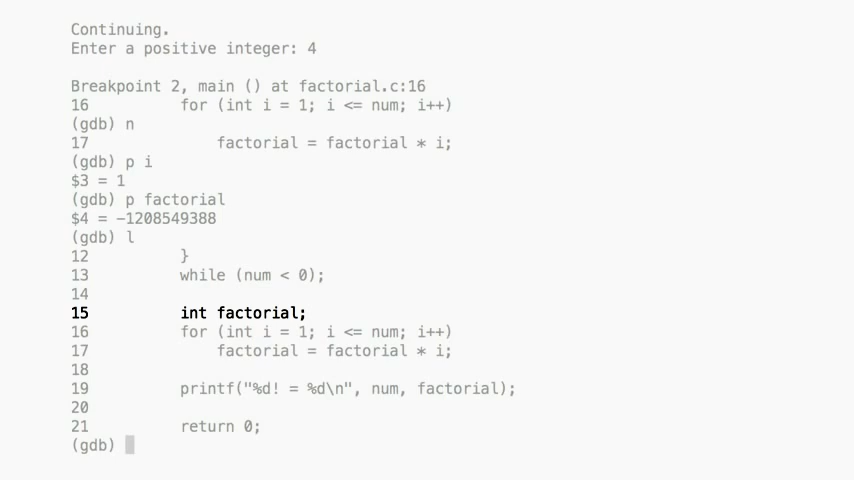 Continuing.
Enter a positive integer: 4
Breakpoint 2, main () at factorial.c:16
16          for (int i = 1; i <= num; i++)
(gdb) n
17              factorial = factorial * i;
(gdb) p i
$3 = 1
(gdb) p factorial
$4 = -1208549388
(gdb) l
12          }
13          while (num < 0);
14
15          int factorial;
16          for (int i = 1; i <= num; i++)
17              factorial = factorial * i;
18
19          printf("%d! = %d\n", num, factorial);
20
21          return 0;
(gdb)